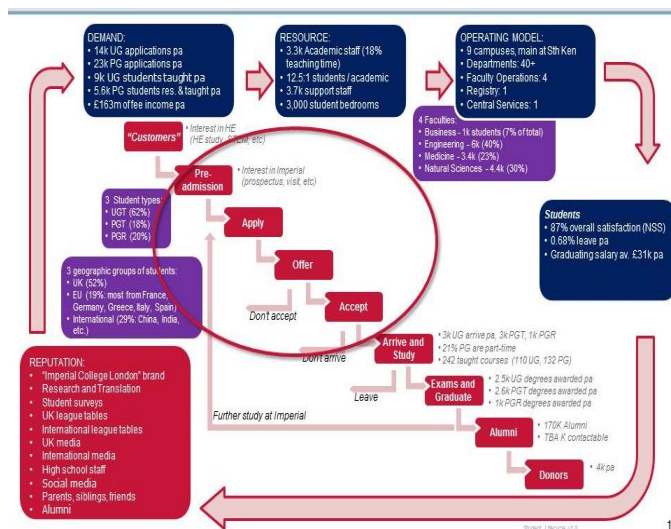 DEMAND:
• 14k UG applications pa
• 23k PG applications pa
• 9k UG students taught pa
• 5.6k PG students res. & taught pa
• £163m ofee income pa
RESOURCE:
• 3.3k Academic staff (18%
teaching time)
• 12.5:1 students / academic
• 3.7k support staff
• 3,000 student bedrooms
OPERATING MODEL:
• 9 campuses, main at Sth Ken
• Departments: 40+
• Faculty Operations: 4
• Registry: 1
• Central Services: 1
4 Faculties:
• Business - 1k students (7% of total)
• Engineering - 6k (40%)
• Medicine - 3.4k (23%)
• Natural Sciences - 4.4k (30%)
"Customers"
• Interest in HE
(HE study, STEM, etc)
Pre-
admission
• Interest in Imperial
(prospectus, visit, etc)
3 Student types:
• UGT (62%)
• PGT (18%)
• PGR (20%)
Apply
Offer
Accept
Don't accept
Don't arrive
3 geographic groups of students:
• UK (52%)
• EU (19%: most from France,
Germany, Greece, Italy, Spain)
• International (29%: China, India,
etc.)
Students
• 87% overall satisfaction (NSS)
• 0.68% leave pa
• Graduating salary av. £31k pa
Arrive and
Study
• 3k UG arrive pa, 3k PGT, 1k PGR
• 21% PG are part-time
• 242 taught courses (110 UG, 132 PG)
Leave
Exams and
Graduate
• 2.5k UG degrees awarded pa
• 2.6k PGT degrees awarded pa
• 1k PGR degrees awarded pa
Further study at Imperial
Alumni
• 170K Alumni
• TBA K contactable
Donors
• 4k pa
REPUTATION:
• "Imperial College London" brand
• Research and Translation
• Student surveys
• UK league tables
• International league tables
• UK media
• International media
• High school staff
• Social media
• Parents, siblings, friends
• Alumni